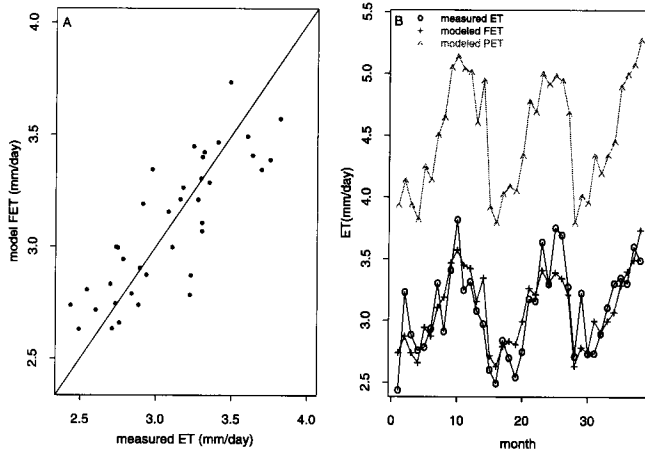 A
4.0
3.5
3.0
2.5
model FET (mm/day)
2.5
3.0
3.5
4.0
measured ET (mm/day)
B
measured ET
modeled FET
modeled PET
5.5
5.0
4.5
4.0
3.5
3.0
2.5
ET(mm/day)
0
10
20
30
month